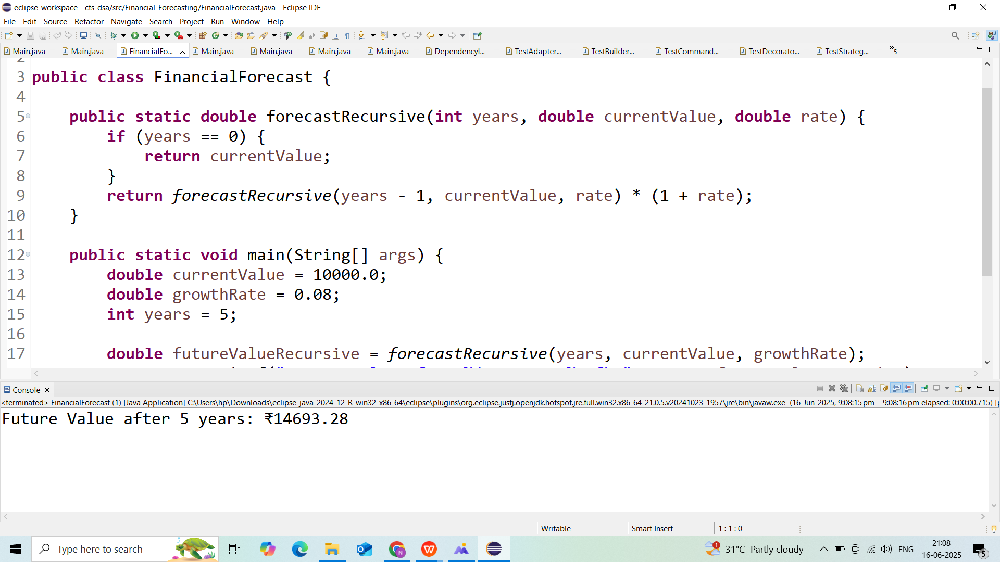 eclipse-workspace - cts_dsa/src/Financial_Forecasting/FinancialForecast.java - Eclipse IDE
File Edit Source Refactor Navigate Search Project Run Window Help
Main.java Main.java FinancialFo... Main.java Main.java Main.java Main.java DependencyI... TestAdapter... TestBuilder... TestCommand... TestDecorato... TestStrateg... 5
2
3 public class FinancialForecast {
4
5 public static double forecastRecursive(int years, double currentValue, double rate) {
6 if (years == 0) {
7 return currentValue;
8 }
9 return forecastRecursive(years - 1, currentValue, rate) * (1 + rate);
10 }
11
12 public static void main(String[] args) {
13 double currentValue = 10000.0;
14 double growthRate = 0.08;
15 int years = 5;
16
17 double futureValueRecursive = forecastRecursive(years, currentValue, growthRate);
Console
<terminated> FinancialForecast (1) [Java Application] C:\Users\hp\Downloads\eclipse-java-2024-12-R-win32-x86_64\eclipse\plugins\org.eclipse.justj.openjdk.hotspot.jre.full.win32.x86_64_21.0.5.v20241023-1957\jre\bin\javaw.exe (16-Jun-2025, 9:08:15 pm – 9:08:16 pm elapsed: 0:00:00.715) [p
Future Value after 5 years: ₹14693.28
Writable Smart Insert 1 : 1 : 0
Type here to search
1 31°C Partly cloudy ENG 21:08
16-06-2025 5